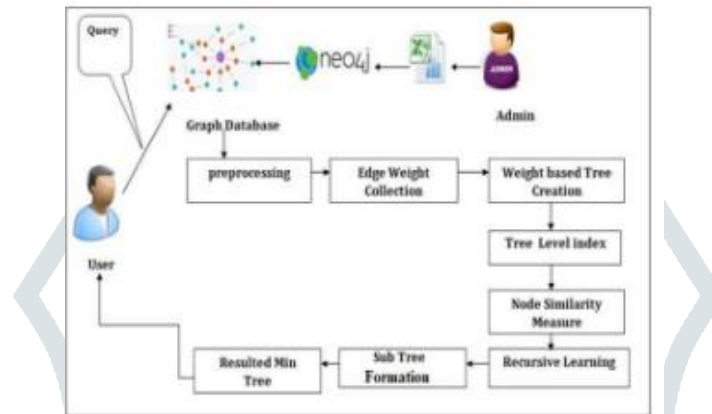 Query
neo4j
ADMIN
Admin
Graph Database
preprocessing
Edge Weight
Collection
Weight based Tree
Creation
Tree Level index
User
Node Similarity
Measure
Resulted Min
Tree
Sub Tree
Formation
Recursive Learning